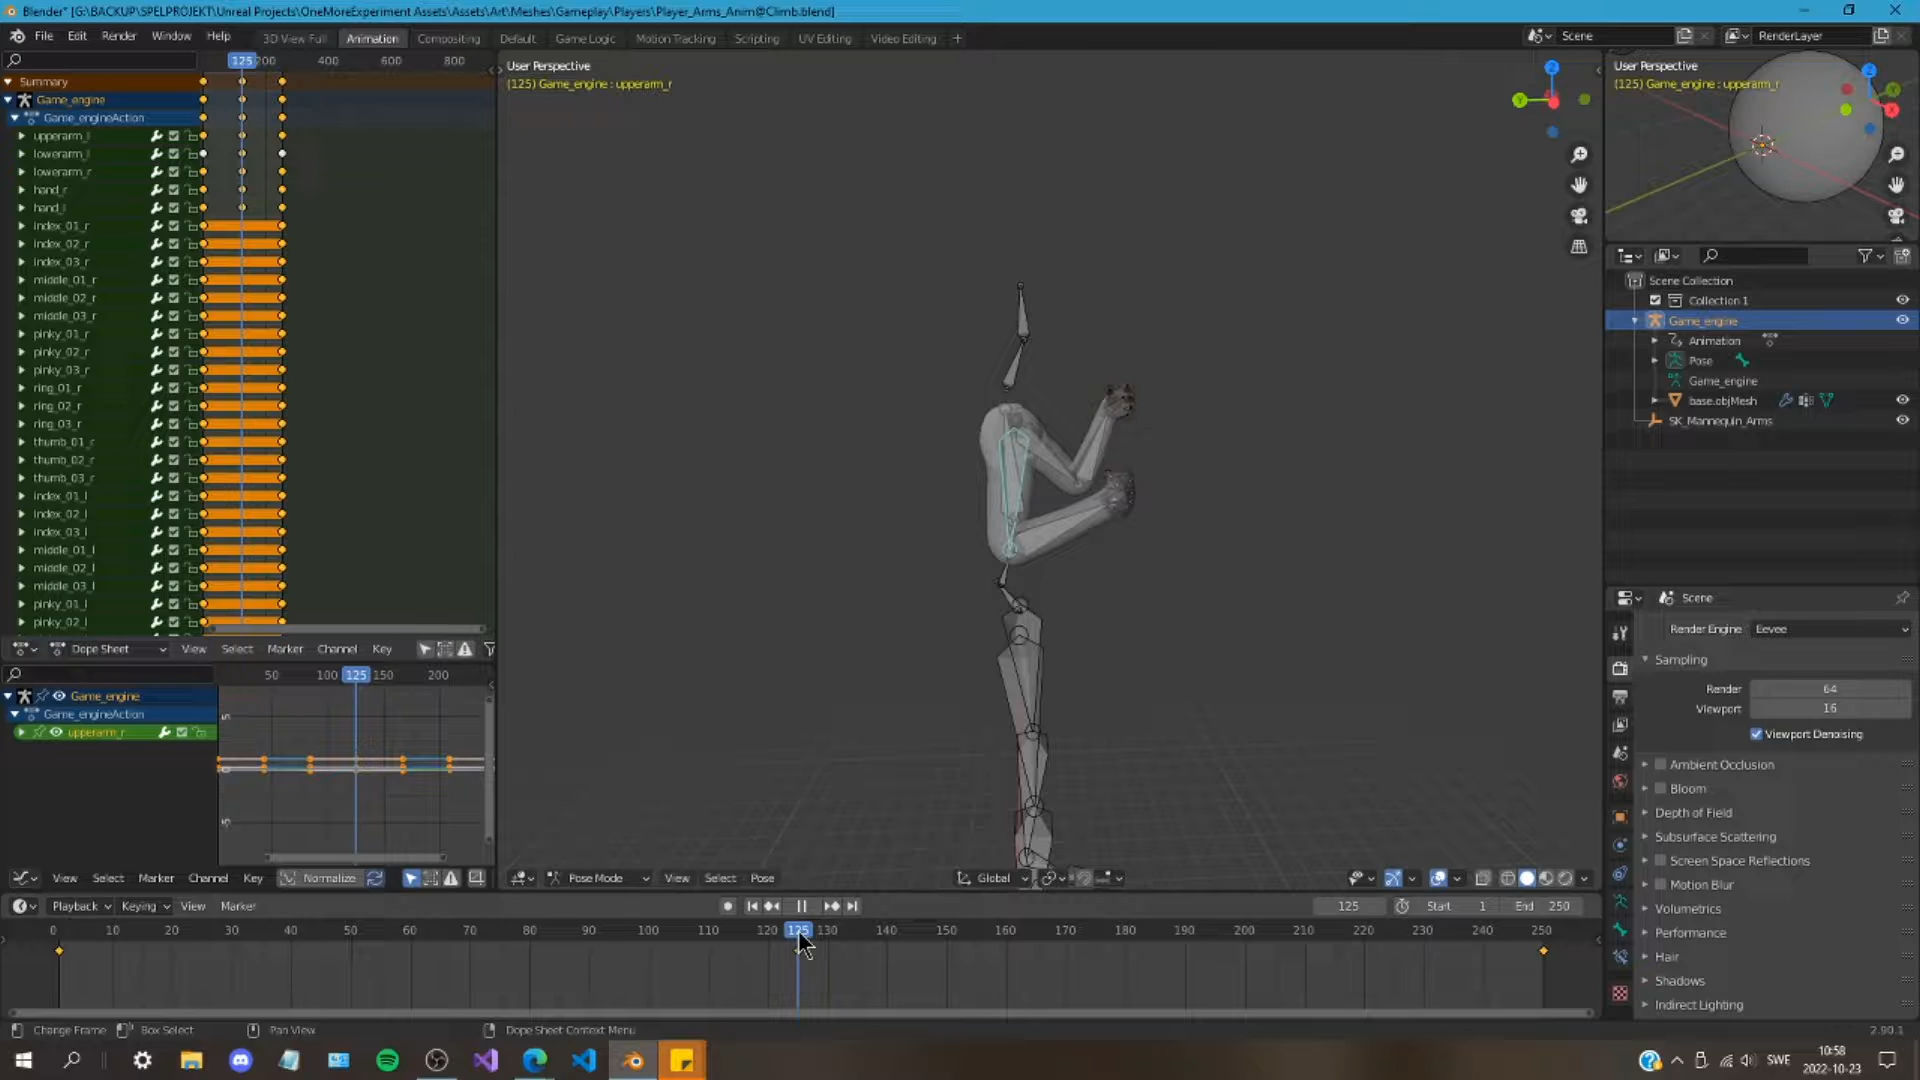 Blender* [G:\BACKUP\SPELPROJEKT\Unreal Projects\OneMoreExperiment Assets\Assets\Art\Meshes\Gameplay\Players\Player_Arms_Anim@Climb.blend]
File Edit Render Window Help 3D View Full Animation Compositing Default Game Logic Motion Tracking Scripting UV Editing Video Editing + Scene RenderLayer
125 200 400 600 800
Summary
Game_engine
Game_engineAction
upperarm_l
lowerarm_l
lowerarm_r
hand_r
hand_l
index_01_r
index_02_r
index_03_r
middle_01_r
middle_02_r
middle_03_r
pinky_01_r
pinky_02_r
pinky_03_r
ring_01_r
ring_02_r
ring_03_r
thumb_01_r
thumb_02_r
thumb_03_r
index_01_l
index_02_l
index_03_l
middle_01_l
middle_02_l
middle_03_l
pinky_01_l
pinky_02_l
Dope Sheet View Select Marker Channel Key
50 100 125 150 200
Game_engine
Game_engineAction
upperarm_r
5
0
-5
View Select Marker Channel Key Normalize
User Perspective
(125) Game_engine : upperarm_r
Z
Y
Pose Mode View Select Pose Global
User Perspective
(125) Game_engine : upperarm_r
Z
Y
X
Scene Collection
Collection 1
Game_engine
Animation
Pose
Game_engine
base.objMesh
SK_Mannequin_Arms
Scene
Render Engine Eevee
Sampling
Render 64
Viewport 16
Viewport Denoising
Ambient Occlusion
Bloom
Depth of Field
Subsurface Scattering
Screen Space Reflections
Motion Blur
Volumetrics
Performance
Hair
Shadows
Indirect Lighting
Playback Keying View Marker 125 Start 1 End 250
0 10 20 30 40 50 60 70 80 90 100 110 120 125 130 140 150 160 170 180 190 200 210 220 230 240 250
Change Frame Box Select Pan View Dope Sheet Context Menu 2.90.1
SWE 10:58
2022-10-23